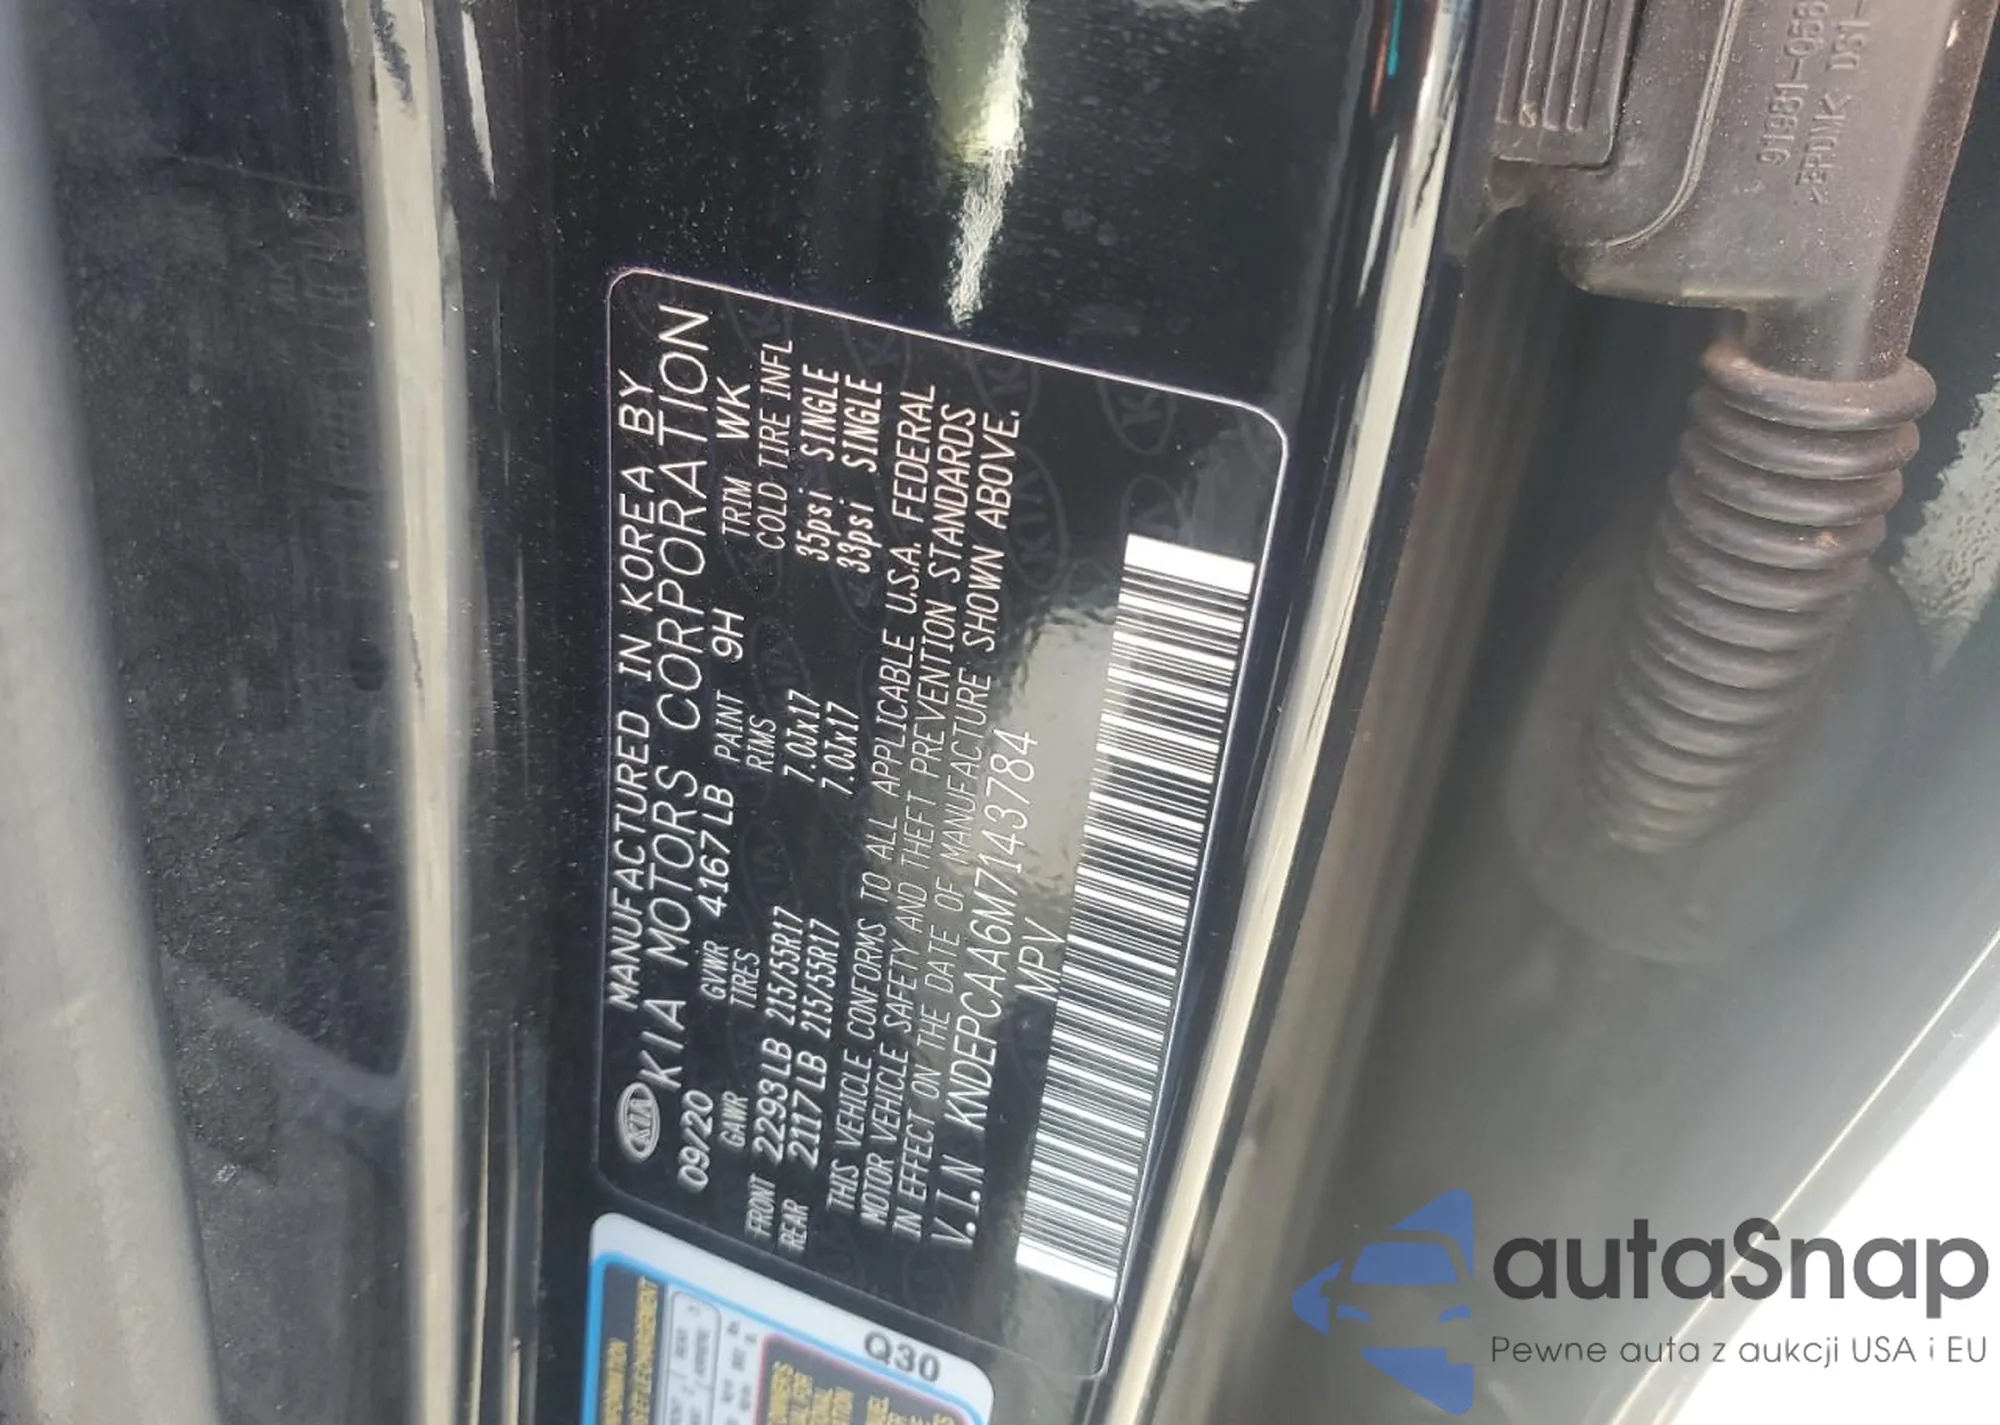 KIA
MANUFACTURED IN KOREA BY
KIA MOTORS CORPORATION
09/20 GVWR 4167LB PAINT 9H TRIM WK
GAWR TIRES RIMS COLD TIRE INFL
FRONT 2293LB 215/55R17 7.0Jx17 35psi SINGLE
REAR 2117LB 215/55R17 7.0Jx17 33psi SINGLE
THIS VEHICLE CONFORMS TO ALL APPLICABLE U.S.A. FEDERAL
MOTOR VEHICLE SAFETY AND THEFT PREVENTION STANDARDS
IN EFFECT ON THE DATE OF MANUFACTURE SHOWN ABOVE.
V.I.N KNDEPCAA6M7143784
MPV
Q30
autaSnap
Pewne auta z aukcji USA i EU